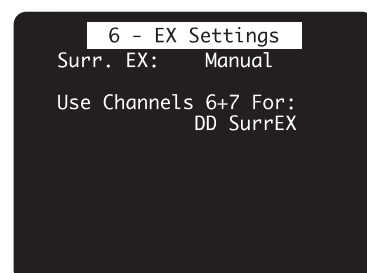 6 - EX Settings
Surr. EX: Manual
Use Channels 6+7 For:
DD SurrEX